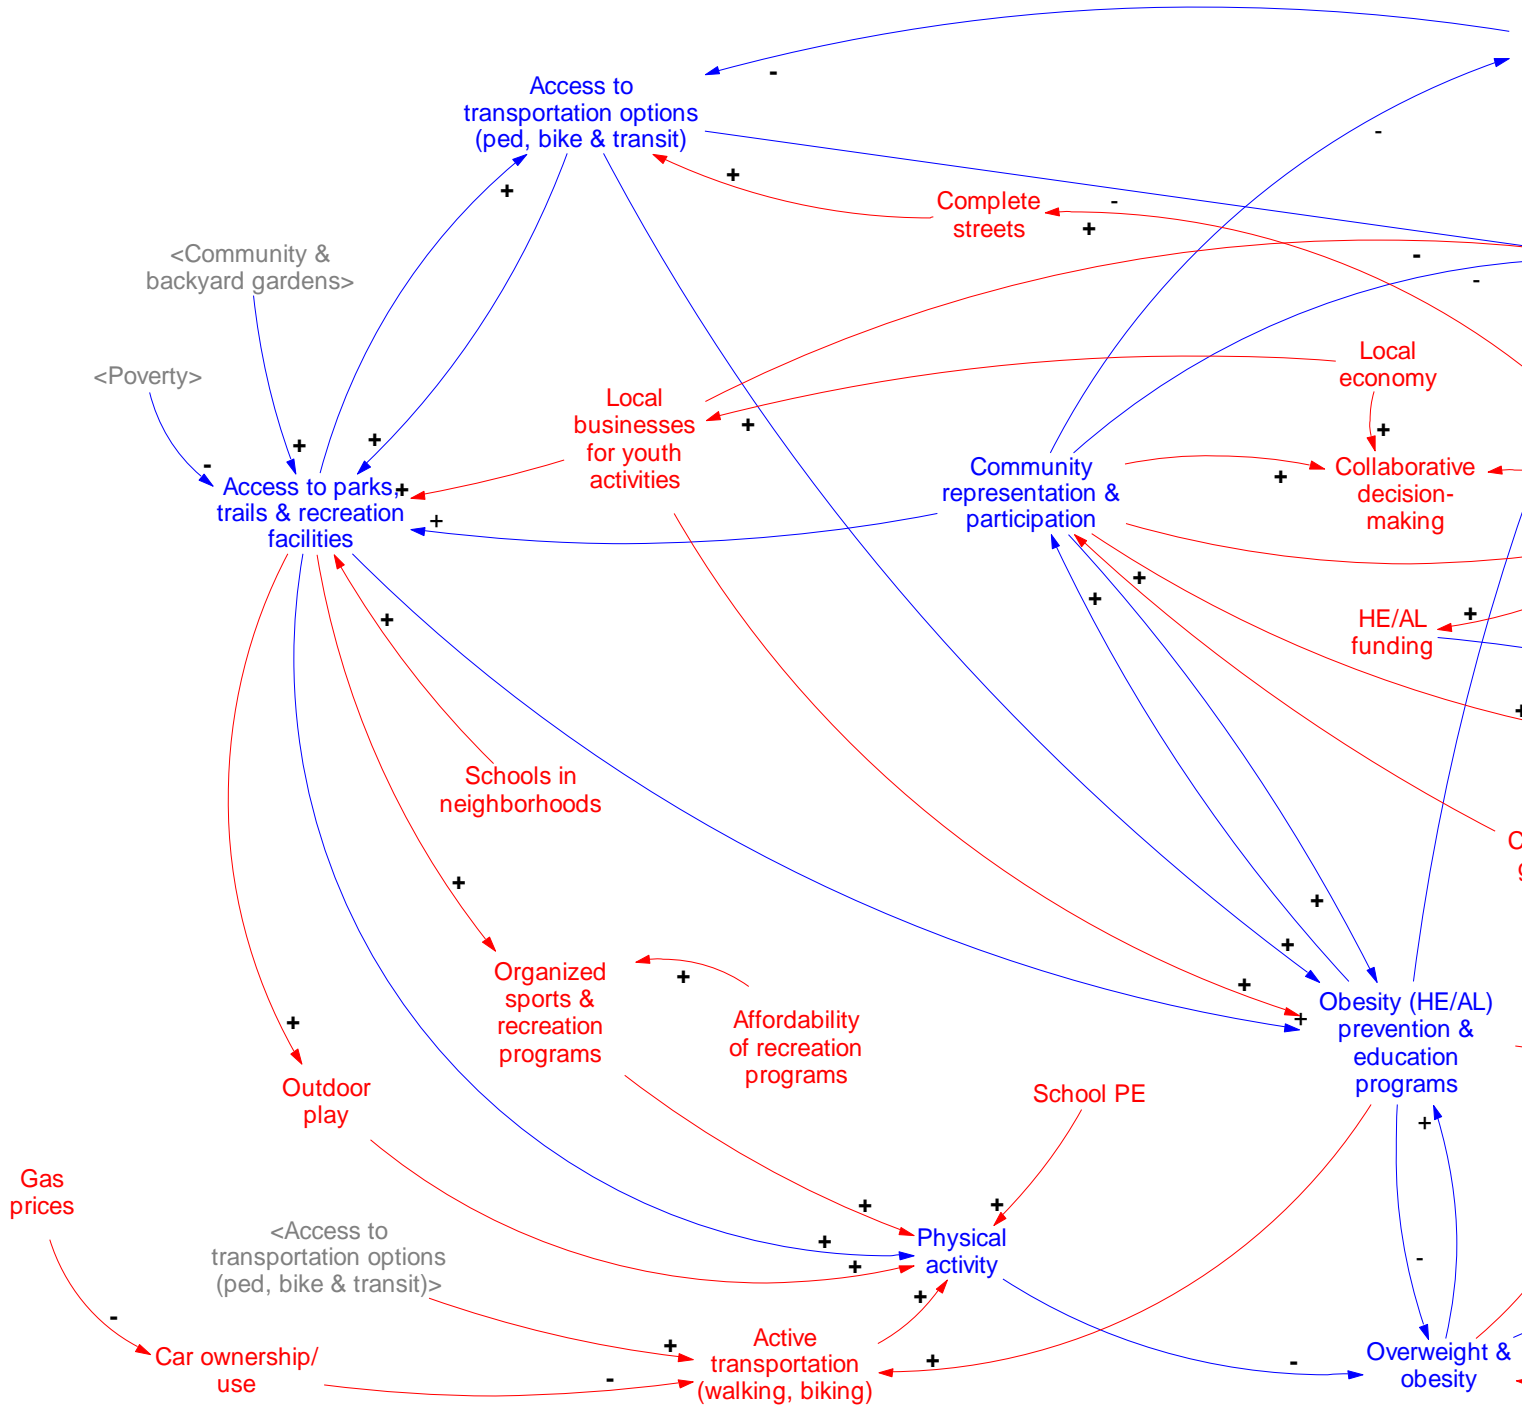 Access to
transportation options
(ped, bike & transit)
-
-
+
+
Complete
streets
-
+
<Community &
backyard gardens>
-
-
<Poverty>
Local
economy
Local
businesses
for youth
activities
+
+
+
+
-
Community
representation &
participation
+
Collaborative
decision-
making
Access to parks,
trails & recreation
facilities
+
+
+
+
HE/AL
funding
+
+
+
Schools in
neighborhoods
C
g
+
+
+
Organized
sports &
recreation
programs
+
Affordability
of recreation
programs
+
+
Obesity (HE/AL)
prevention &
education
programs
+
Outdoor
play
School PE
+
Gas
prices
<Access to
transportation options
(ped, bike & transit)>
+
+
+
+
Physical
activity
-
+
-
Car ownership/
use
+
-
Active
transportation
(walking, biking)
+
-
Overweight &
obesity